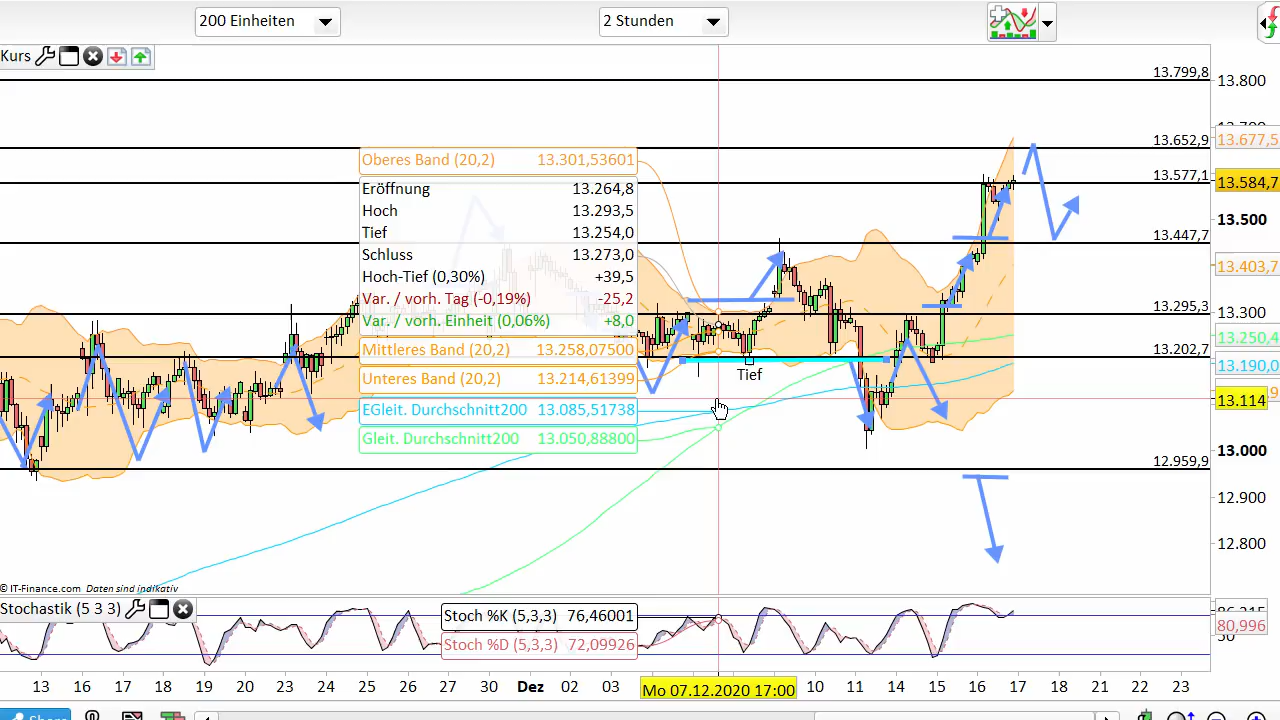 200 Einheiten
2 Stunden
Kurs
13.799,8
13.800
13.652,9
13.677,5
Oberes Band (20,2) 13.301,53601
13.577,1
13.584,7
Eröffnung 13.264,8
Hoch 13.293,5
13.500
Tief 13.254,0
13.447,7
Schluss 13.273,0
13.403,7
Hoch-Tief (0,30%) +39,5
Var. / vorh. Tag (-0,19%) -25,2
13.295,3
13.300
Var. / vorh. Einheit (0,06%) +8,0
13.250,4
Mittleres Band (20,2) 13.258,07500
13.202,7
13.190,0
Tief
Unteres Band (20,2) 13.214,61399
13.114
EGleit. Durchschnitt200 13.085,51738
Gleit. Durchschnitt200 13.050,88800
13.000
12.959,9
12.900
12.800
© IT-Finance.com Daten sind indikativ
Stochastik (5 3 3)
Stoch %K (5,3,3) 76,46001
80,996
Stoch %D (5,3,3) 72,09926
13 16 17 18 19 20 23 24 25 26 27 30 Dez 02 03 Mo 07.12.2020 17:00 10 11 14 15 16 17 18 21 22 23